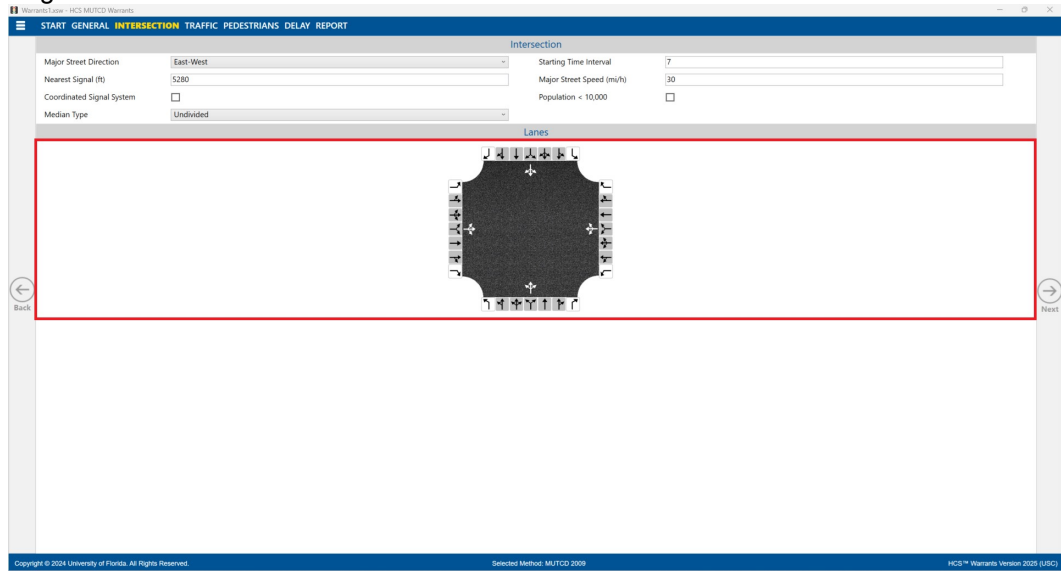 Warrants1.xsw - HCS MUTCD Warrants
START GENERAL INTERSECTION TRAFFIC PEDESTRIANS DELAY REPORT
Intersection
Major Street Direction East-West Starting Time Interval 7
Nearest Signal (ft) 5280 Major Street Speed (mi/h) 30
Coordinated Signal System Population < 10,000
Median Type Undivided
Lanes
Back Next
Copyright © 2024 University of Florida. All Rights Reserved. Selected Method: MUTCD 2009 HCS™ Warrants Version 2025 (USC)